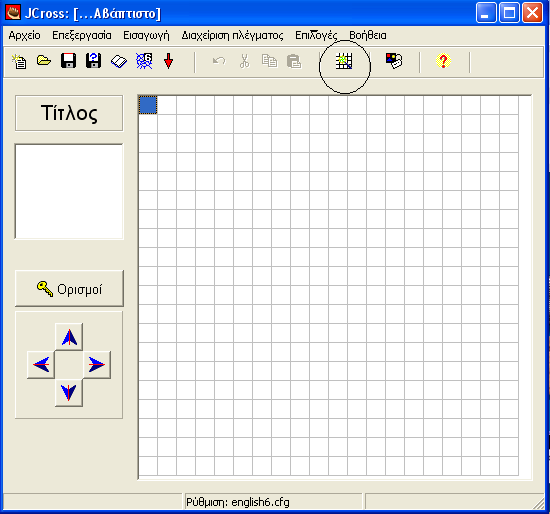 JCross: [...Αβάπτιστο]
Αρχείο Επεξεργασία Εισαγωγή Διαχείριση πλέγματος Επιλογές Βοήθεια
Τίτλος
Ορισμοί
Ρύθμιση: english6.cfg